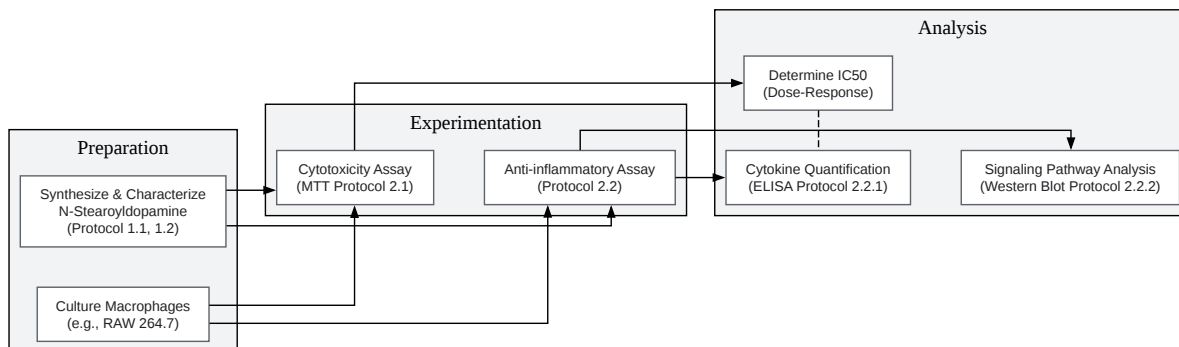 Preparation
Synthesize & Characterize
N-Stearoyldopamine
(Protocol 1.1, 1.2)
Culture Macrophages
(e.g., RAW 264.7)
Experimentation
Cytotoxicity Assay
(MTT Protocol 2.1)
Anti-inflammatory Assay
(Protocol 2.2)
Analysis
Determine IC50
(Dose-Response)
Cytokine Quantification
(ELISA Protocol 2.2.1)
Signaling Pathway Analysis
(Western Blot Protocol 2.2.2)